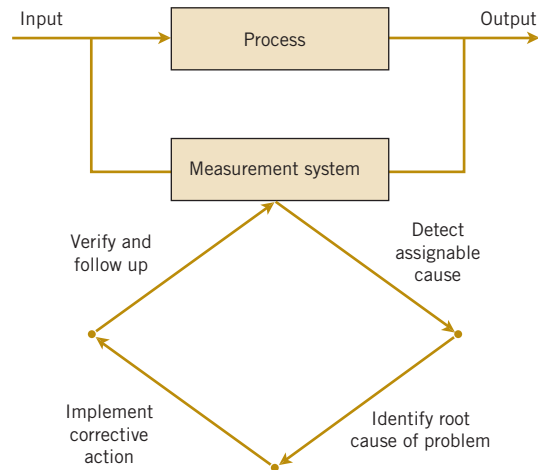 Input
Output
Process
Measurement system
Verify and
follow up
Detect
assignable
cause
Implement
corrective
action
Identify root
cause of problem